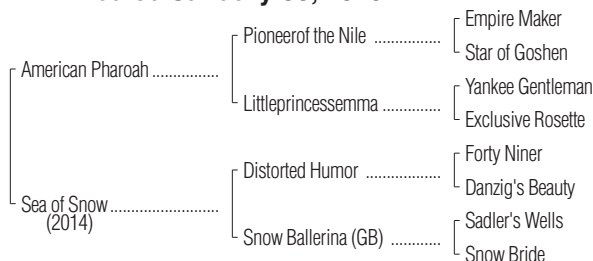 Pioneerof the Nile ................
Empire Maker
Star of Goshen
American Pharoah ................
Littleprincessemma ..............
Yankee Gentleman
Exclusive Rosette
Distorted Humor ..................
Forty Niner
Danzig's Beauty
Sea of Snow ..........................
(2014)
Snow Ballerina (GB) ............
Sadler's Wells
Snow Bride